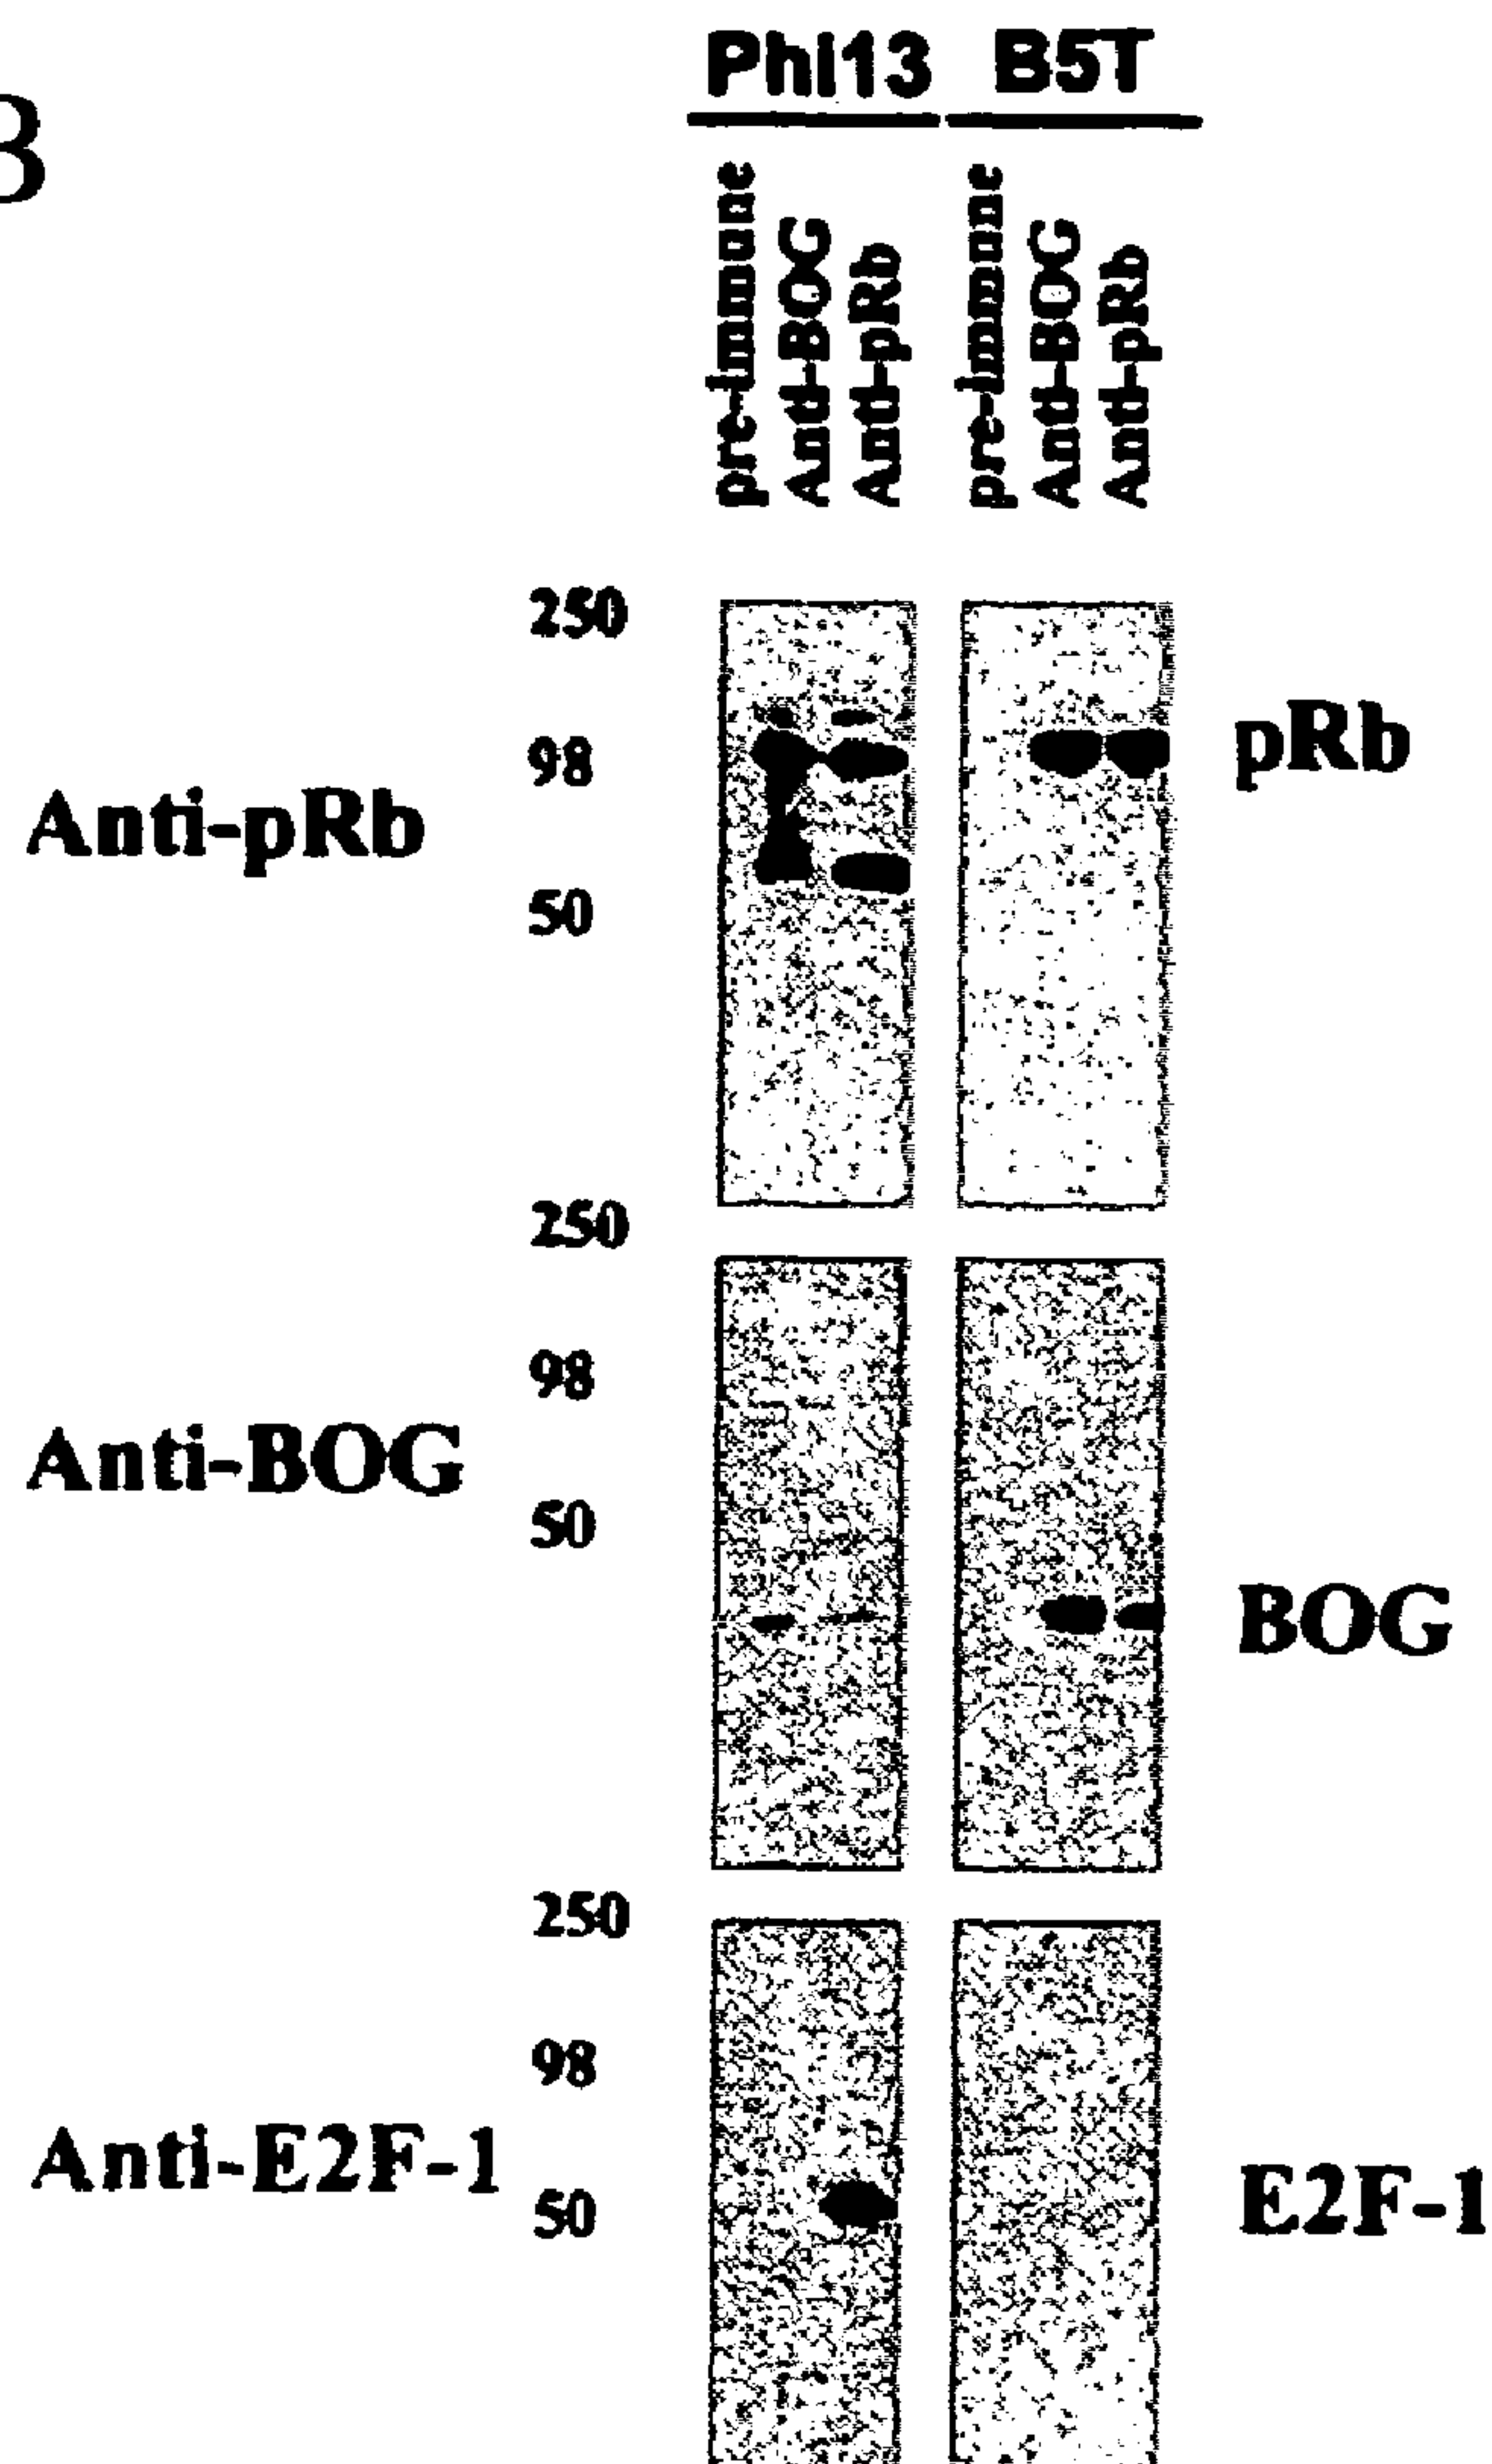 B
Phi13 B5T
pre-immune Anti-BOG Anti-pRb pre-immune Anti-BOG Anti-pRb
250
98
50
Anti-pRb
pRb
250
98
50
Anti-BOG
BOG
250
98
50
Anti-E2F-1
E2F-1